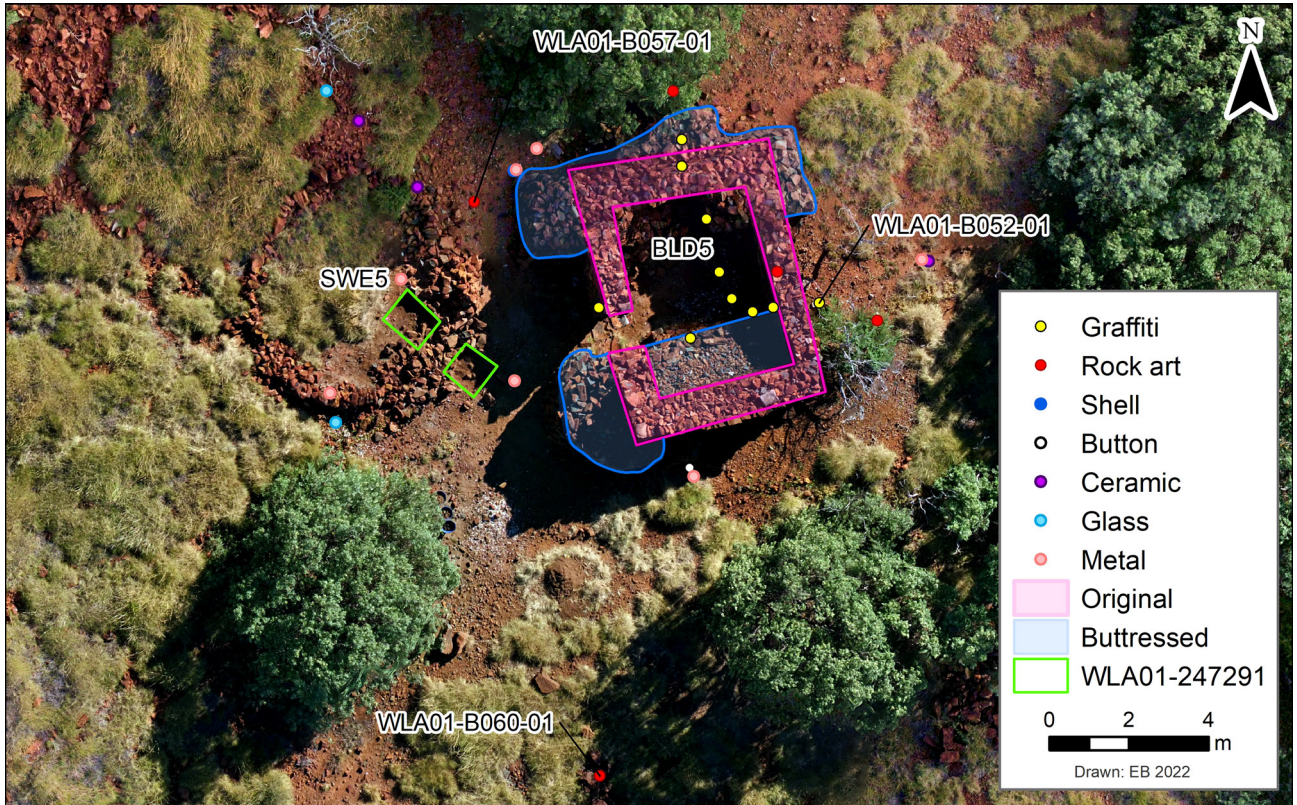 WLA01-B057-01
N
WLA01-B052-01
BLD5
SWE5
Graffiti
Rock art
Shell
Button
Ceramic
Glass
Metal
Original
Buttressed
WLA01-247291
0 2 4
m
Drawn: EB 2022
WLA01-B060-01